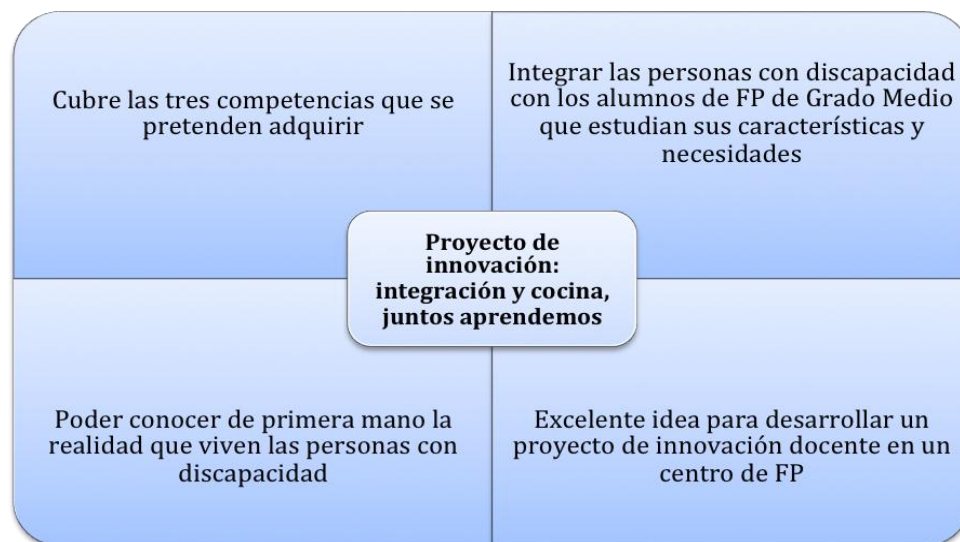 Cubre las tres competencias que se
pretenden adquirir
Integrar las personas con discapacidad
con los alumnos de FP de Grado Medio
que estudian sus características y
necesidades
Proyecto de
innovación:
integración y cocina,
juntos aprendemos
Poder conocer de primera mano la
realidad que viven las personas con
discapacidad
Excelente idea para desarrollar un
proyecto de innovación docente en un
centro de FP